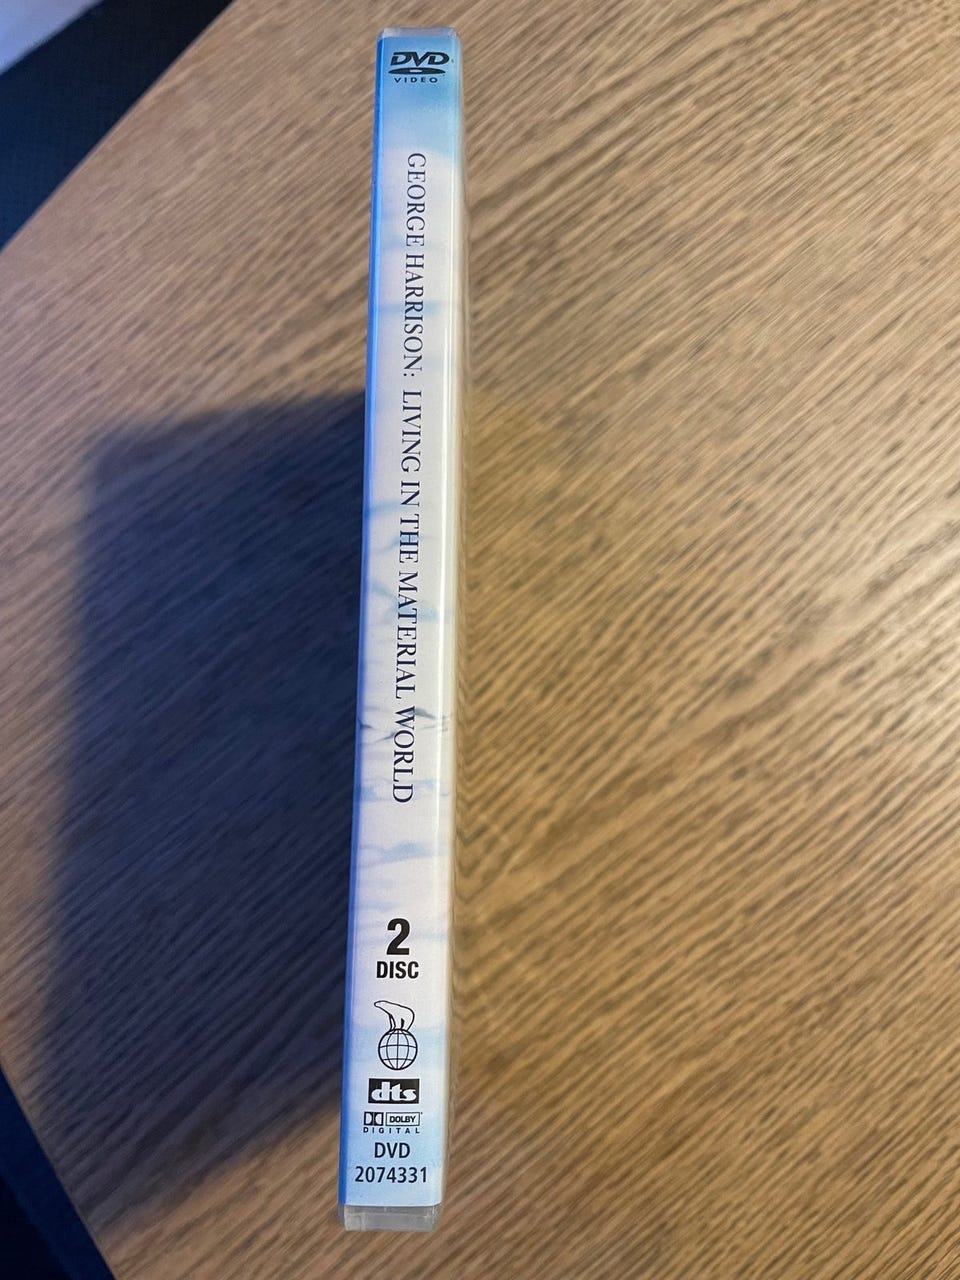 DVD
VIDEO
GEORGE HARRISON: LIVING IN THE MATERIAL WORLD
2
DISC
dts
DOLBY
DIGITAL
DVD
2074331